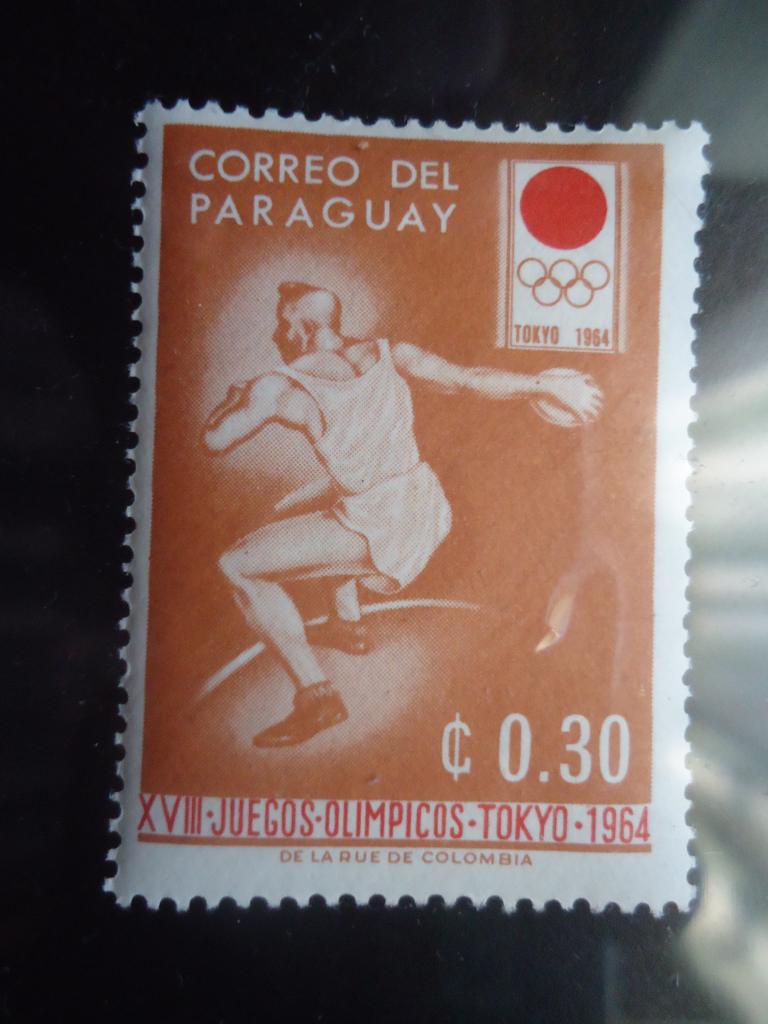 CORREO DEL
PARAGUAY
TOKYO 1964
₵ 0.30
XVIII·JUEGOS·OLIMPICOS·TOKYO·1964
DE LA RUE DE COLOMBIA